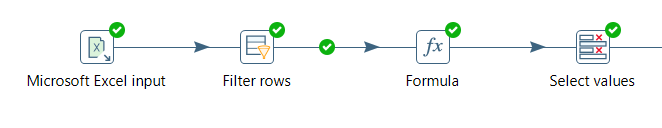 Microsoft Excel input
Filter rows
Formula
Select values